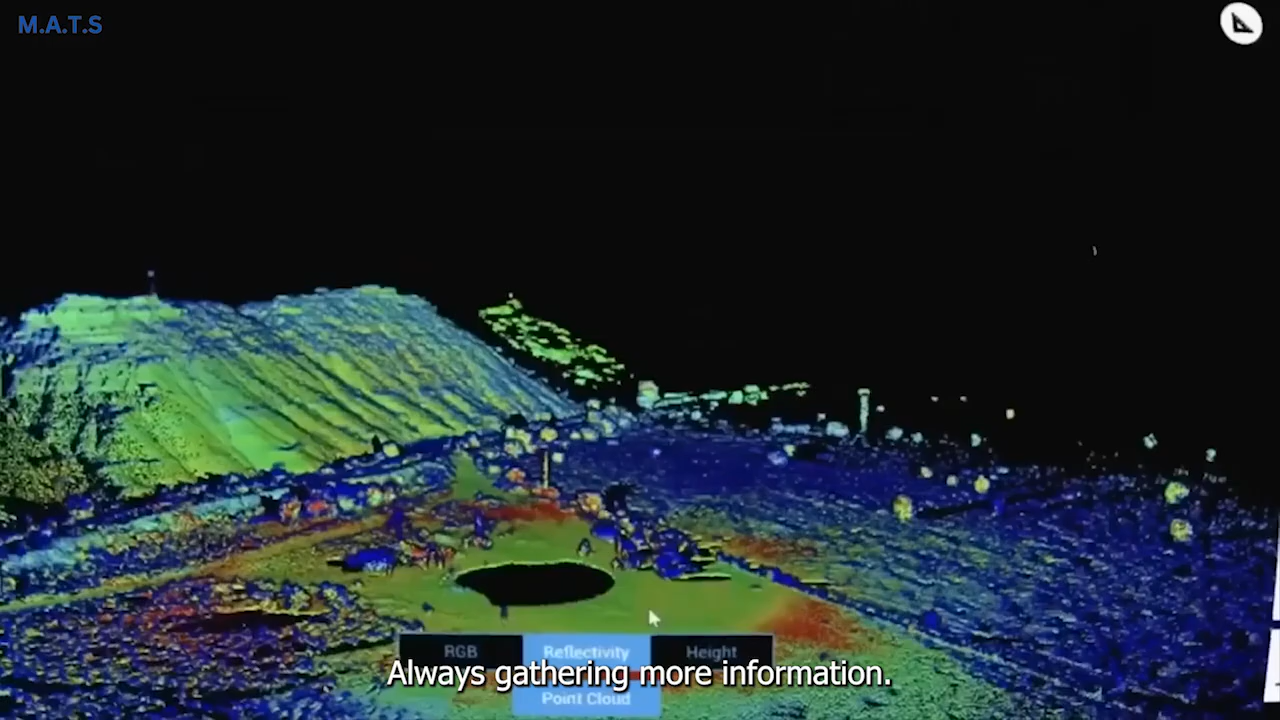 M.A.T.S
RGB
Reflectivity
Height
Always gathering more information.
Point Cloud